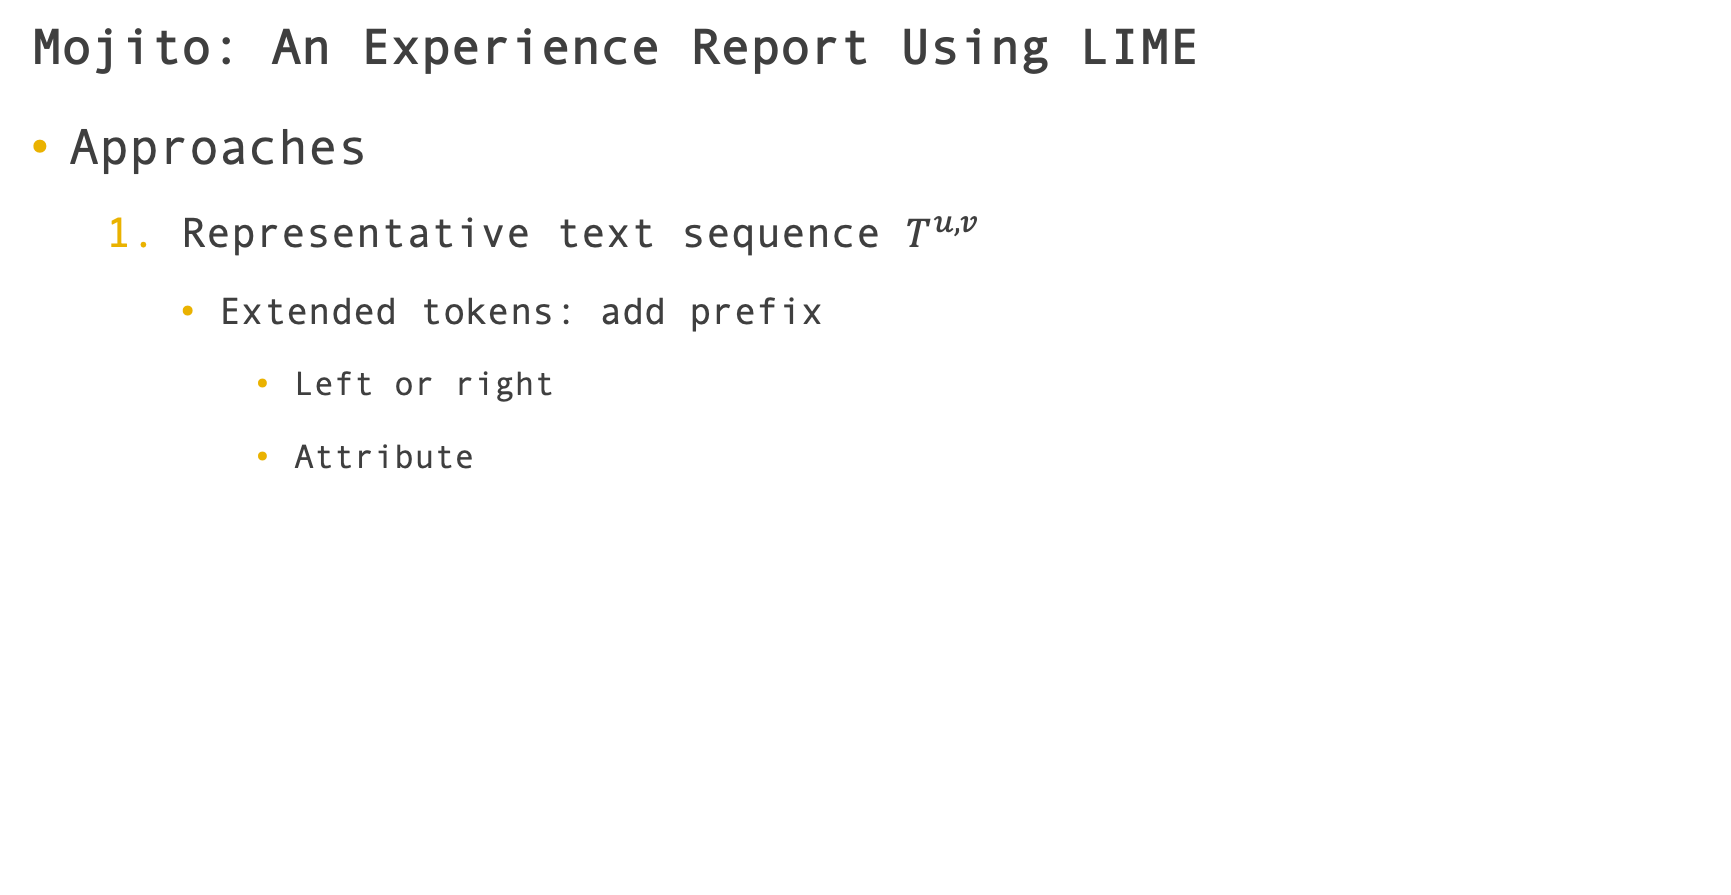 Mojito: An Experience Report Using LIME
• Approaches
1. Representative text sequence $T^{u,v}$
• Extended tokens: add prefix
• Left or right
• Attribute